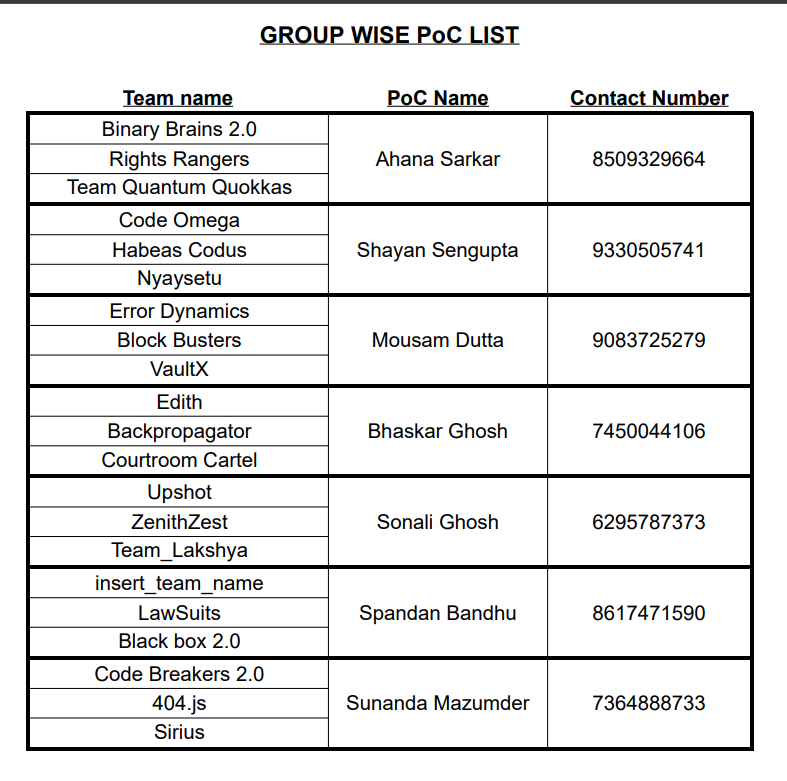 GROUP WISE PoC LIST
Team name PoC Name Contact Number
Binary Brains 2.0
Rights Rangers Ahana Sarkar 8509329664
Team Quantum Quokkas
Code Omega
Habeas Codus Shayan Sengupta 9330505741
Nyaysetu
Error Dynamics
Block Busters Mousam Dutta 9083725279
VaultX
Edith
Backpropagator Bhaskar Ghosh 7450044106
Courtroom Cartel
Upshot
ZenithZest Sonali Ghosh 6295787373
Team_Lakshya
insert_team_name
LawSuits Spandan Bandhu 8617471590
Black box 2.0
Code Breakers 2.0
404.js Sunanda Mazumder 7364888733
Sirius